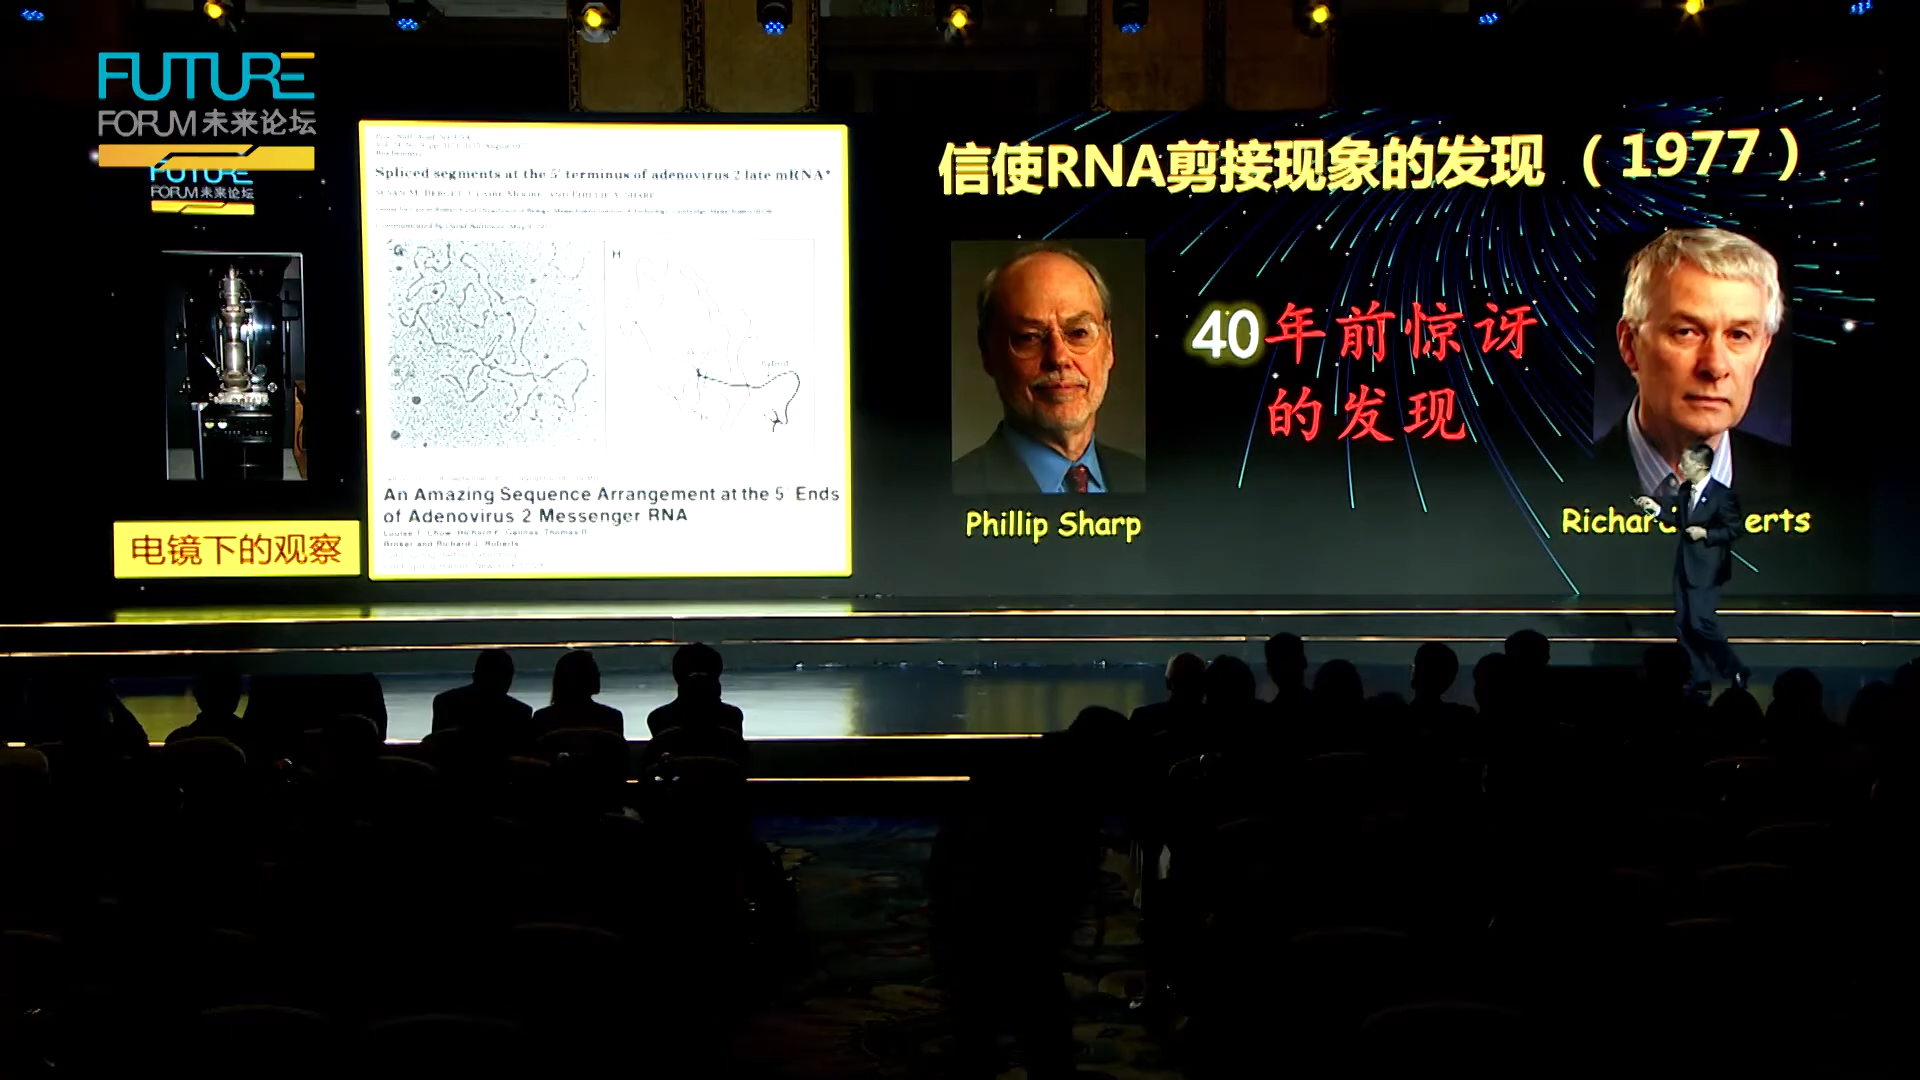 FUTURE
FORUM 未来论坛
FUTURE
FORUM 未来论坛
Spliced segments at the 5' terminus of adenovirus 2 late mRNA*
G
H
hybrid
An Amazing Sequence Arrangement at the 5' Ends
of Adenovirus 2 Messenger RNA
电镜下的观察
信使RNA剪接现象的发现（1977）
40年前惊讶
的发现
Phillip Sharp
Richard erts